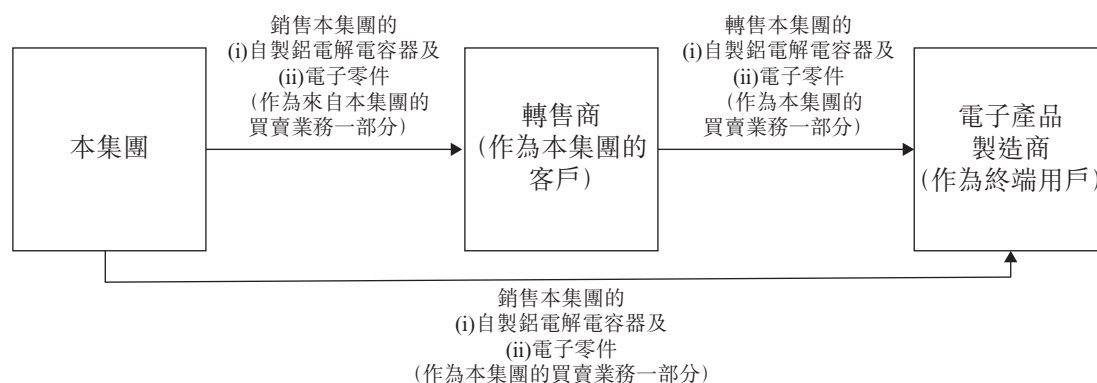 銷售本集團的
(i)自製鋁電解電容器及
(ii)電子零件
（作為來自本集團的
買賣業務一部分）
轉售本集團的
(i)自製鋁電解電容器及
(ii)電子零件
（作為本集團的
買賣業務一部分）
本集團
轉售商
（作為本集團的
客戶）
電子產品
製造商
（作為終端用戶）
銷售本集團的
(i)自製鋁電解電容器及
(ii)電子零件
（作為本集團的買賣業務一部分）